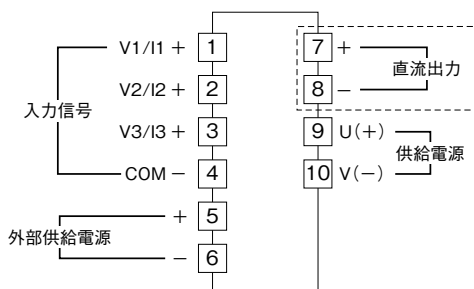 V1/I1 + 1
V2/I2 + 2
入力信号
V3/I3 + 3
COM − 4
+ 5
外部供給電源
− 6
7 +
直流出力
8 −
9 U(+)
供給電源
10 V(−)